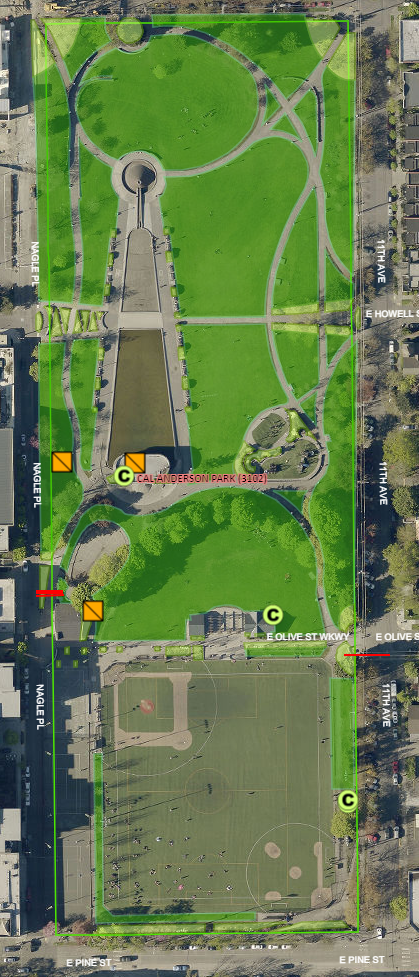 NAGLE PL
11TH AVE
E HOWELL S
NAGLE PL
11TH AVE
C
CAL ANDERSON PARK (3102)
C
E OLIVE ST WKWY
E OLIVE S
NAGLE PL
11TH AVE
C
E PINE ST
E PINE ST